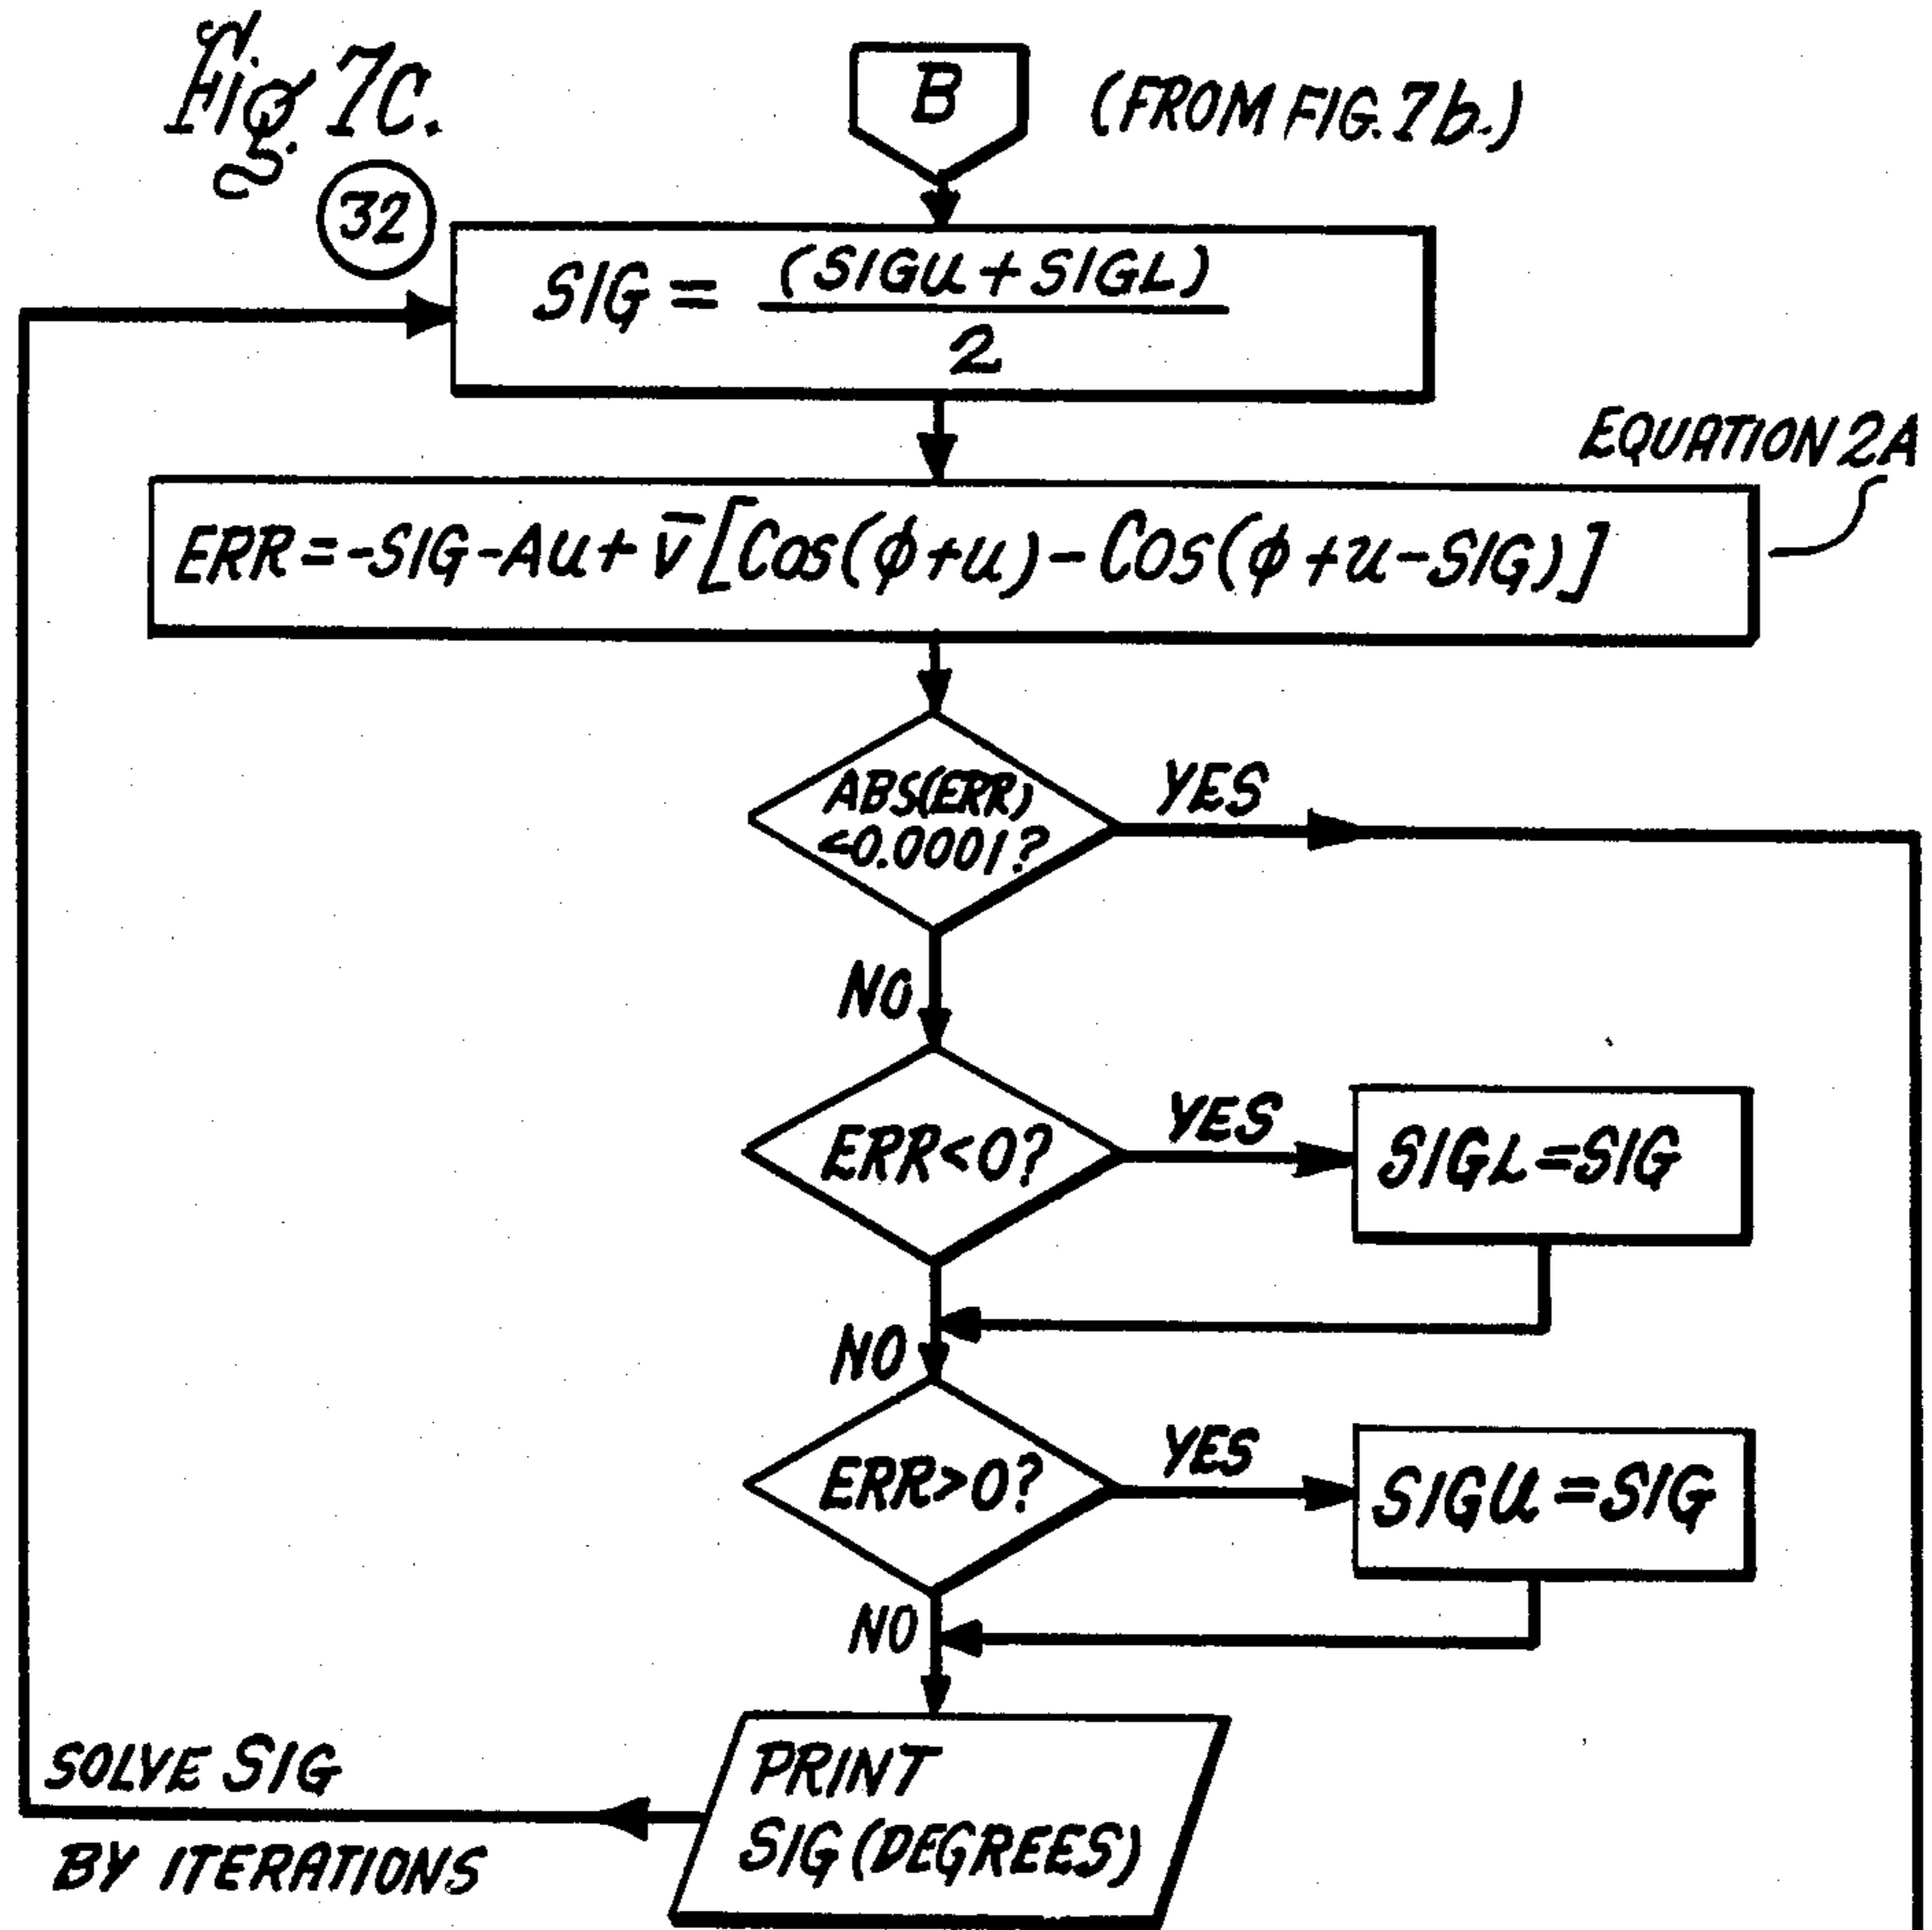 Fig. 7C.
B
(FROM FIG. 7b.)
32
SIG = (SIGU + SIGL)
2
EQUATION 2A
ERR = -SIG - Au + v̄ [Cos(ϕ+u) - Cos(ϕ+u-SIG)]
ABS(ERR)
<0.0001?
YES
NO
ERR<0?
YES
SIGL=SIG
NO
ERR>0?
YES
SIGU=SIG
NO
PRINT
SIG (DEGREES)
SOLVE SIG
BY ITERATIONS